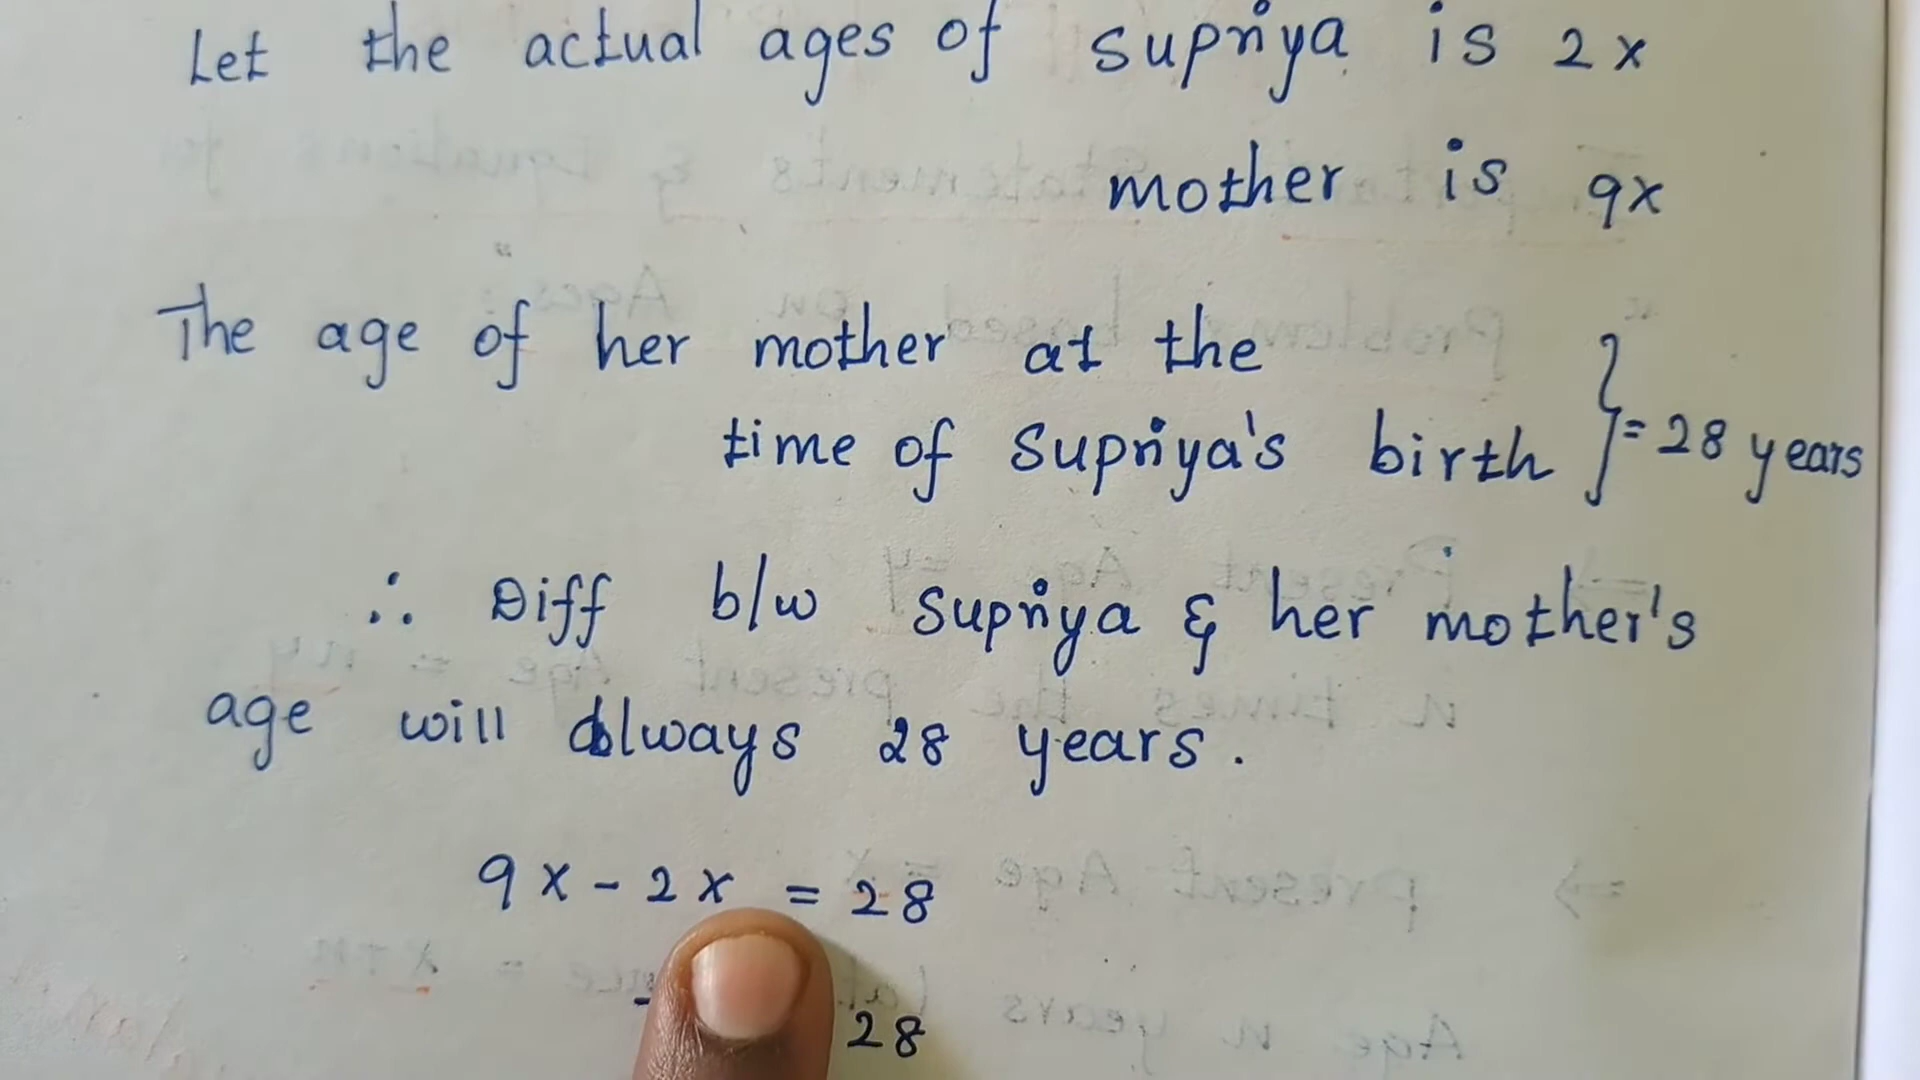 Let the actual ages of Supriya is 2x
mother is 9x
The age of her mother at the
time of Supriya's birth } = 28 years
∴ Diff b/w Supriya & her mother's
age will always 28 years.
9x - 2x = 28
28